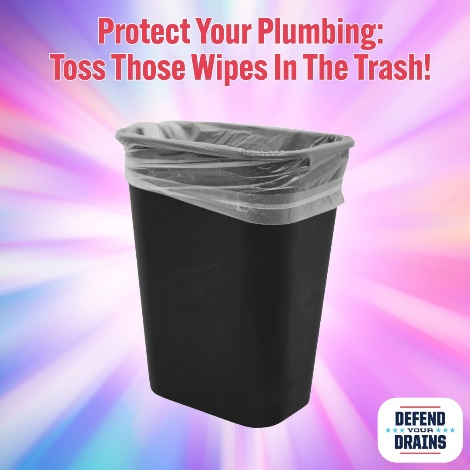 Protect Your Plumbing:
Toss Those Wipes In The Trash!
DEFEND
YOUR
DRAINS